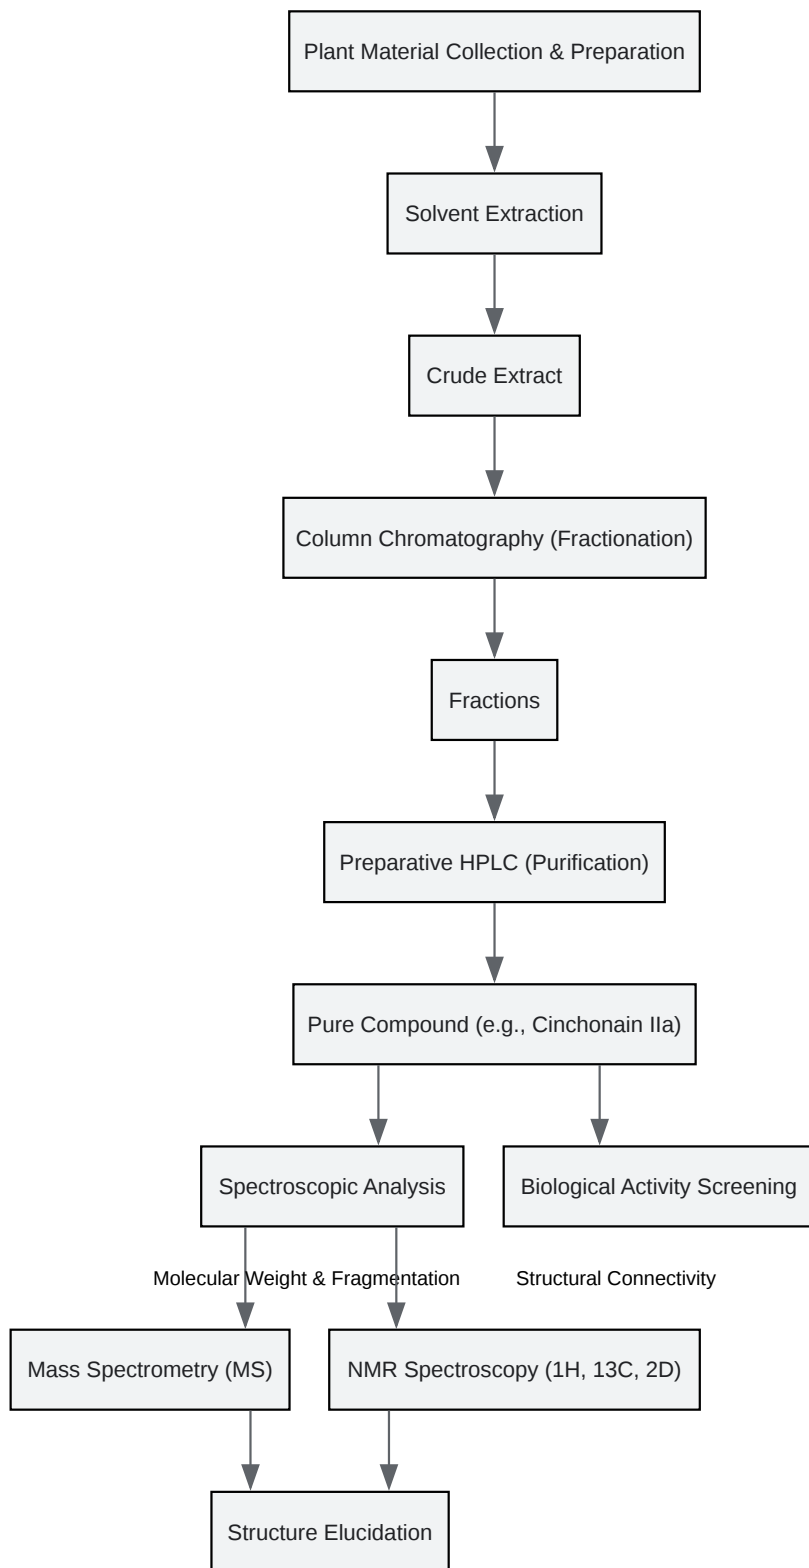 Plant Material Collection & Preparation
Solvent Extraction
Crude Extract
Column Chromatography (Fractionation)
Fractions
Preparative HPLC (Purification)
Pure Compound (e.g., Cinchonain IIa)
Spectroscopic Analysis
Biological Activity Screening
Molecular Weight & Fragmentation
Structural Connectivity
Mass Spectrometry (MS)
NMR Spectroscopy (1H, 13C, 2D)
Structure Elucidation